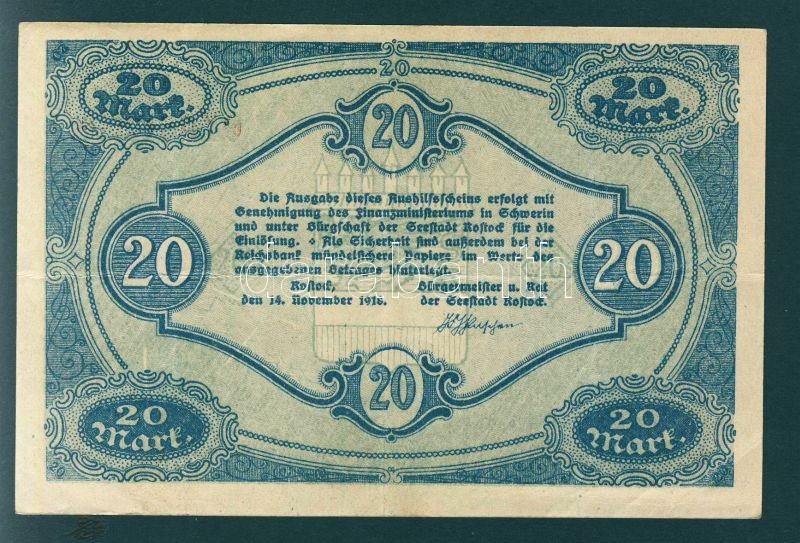 20
20 Mark.
20 Mark.
20
Die Ausgabe dieses Aushilfsscheins erfolgt mit
Genehmigung des Finanzministeriums in Schwerin
und unter Bürgschaft der Seestadt Rostock für die
Einlösung. Als Sicherheit sind außerdem bei der
Reichsbank mündelsichere Papiere im Werte des
ausgegebenen Betrages hinterlegt.
Rostock, Bürgermeister u. Rat
den 14. November 1918. der Seestadt Rostock.
20
20
20
20 Mark.
20 Mark.
darabanth